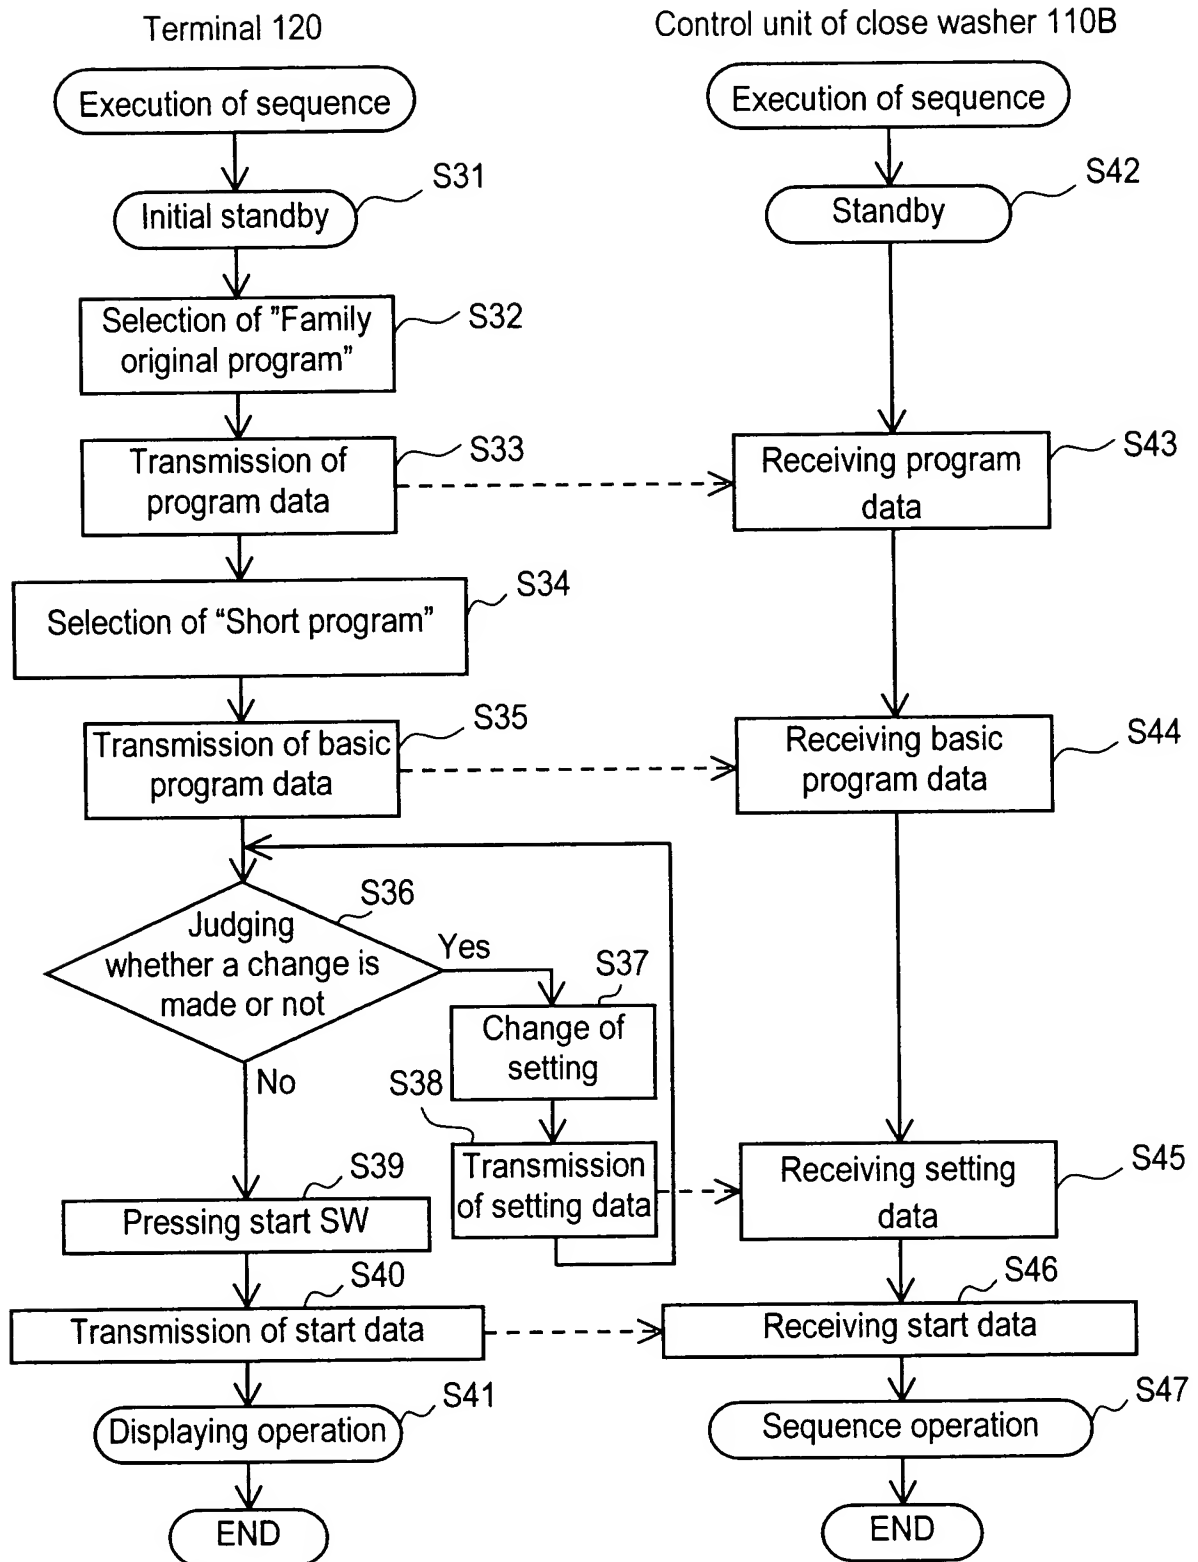 Terminal 120
Control unit of close washer 110B
Execution of sequence
Execution of sequence
S31
Initial standby
S42
Standby
Selection of "Family
original program"
S32
Transmission of
program data
S33
Receiving program
data
S43
Selection of "Short program"
S34
Transmission of basic
program data
S35
Receiving basic
program data
S44
Judging
whether a change is
made or not
S36
Yes
No
S37
Change of
setting
S38
Transmission
of setting data
Receiving setting
data
S45
S39
Pressing start SW
S40
Transmission of start data
S46
Receiving start data
S41
Displaying operation
S47
Sequence operation
END
END